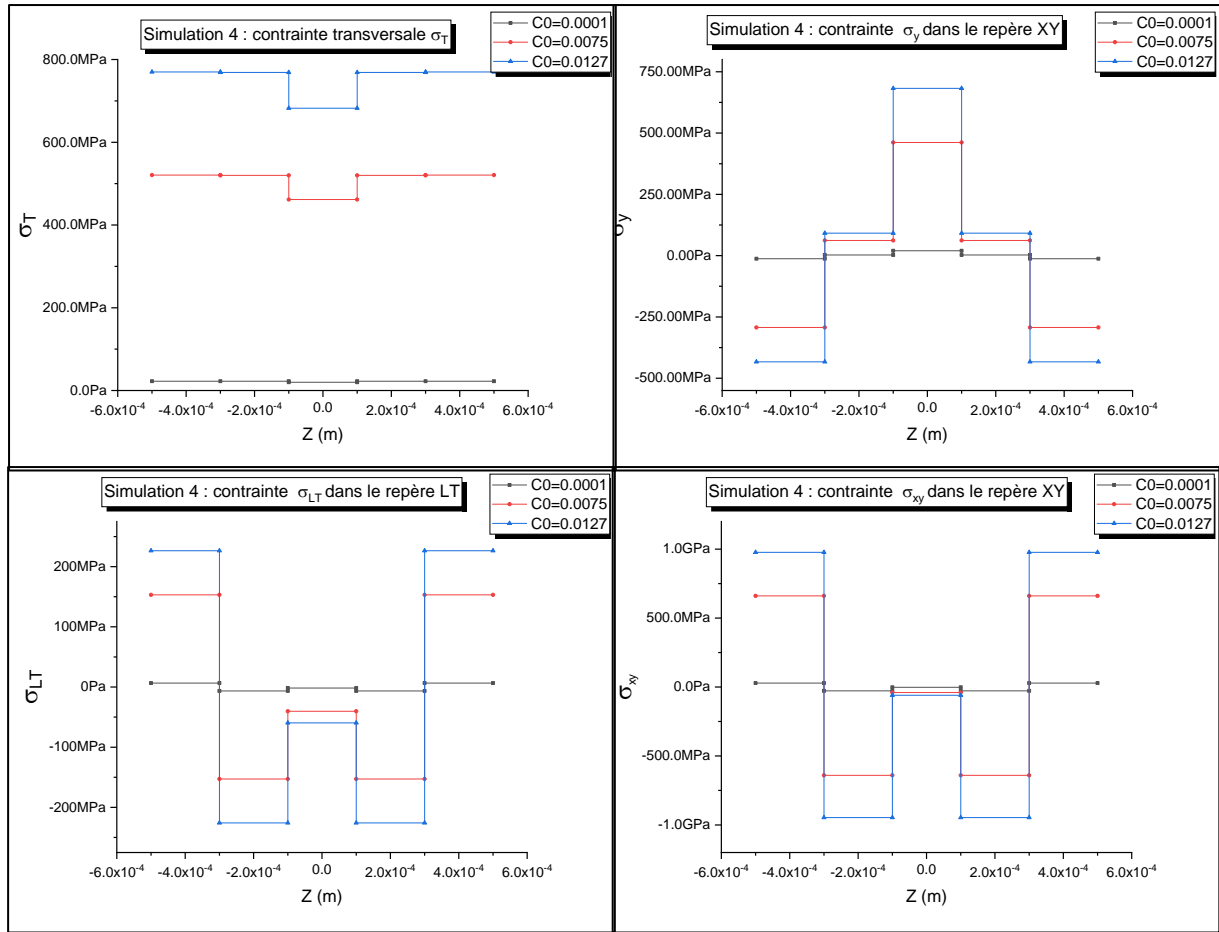 Simulation 4 : contrainte transversale σT
C0=0.0001
C0=0.0075
C0=0.0127
800.0MPa
600.0MPa
400.0MPa
200.0MPa
0.0Pa
σT
-6.0x10-4 -4.0x10-4 -2.0x10-4 0.0 2.0x10-4 4.0x10-4 6.0x10-4
Z (m)
Simulation 4 : contrainte σy dans le repère XY
C0=0.0001
C0=0.0075
C0=0.0127
750.00MPa
500.00MPa
250.00MPa
0.00Pa
-250.00MPa
-500.00MPa
σy
-6.0x10-4 -4.0x10-4 -2.0x10-4 0.0 2.0x10-4 4.0x10-4 6.0x10-4
Z (m)
Simulation 4 : contrainte σLT dans le repère LT
C0=0.0001
C0=0.0075
C0=0.0127
200MPa
100MPa
0Pa
-100MPa
-200MPa
σLT
-6.0x10-4 -4.0x10-4 -2.0x10-4 0.0 2.0x10-4 4.0x10-4 6.0x10-4
Z (m)
Simulation 4 : contrainte σxy dans le repère XY
C0=0.0001
C0=0.0075
C0=0.0127
1.0GPa
500.0MPa
0.0Pa
-500.0MPa
-1.0GPa
σxy
-6.0x10-4 -4.0x10-4 -2.0x10-4 0.0 2.0x10-4 4.0x10-4 6.0x10-4
Z (m)